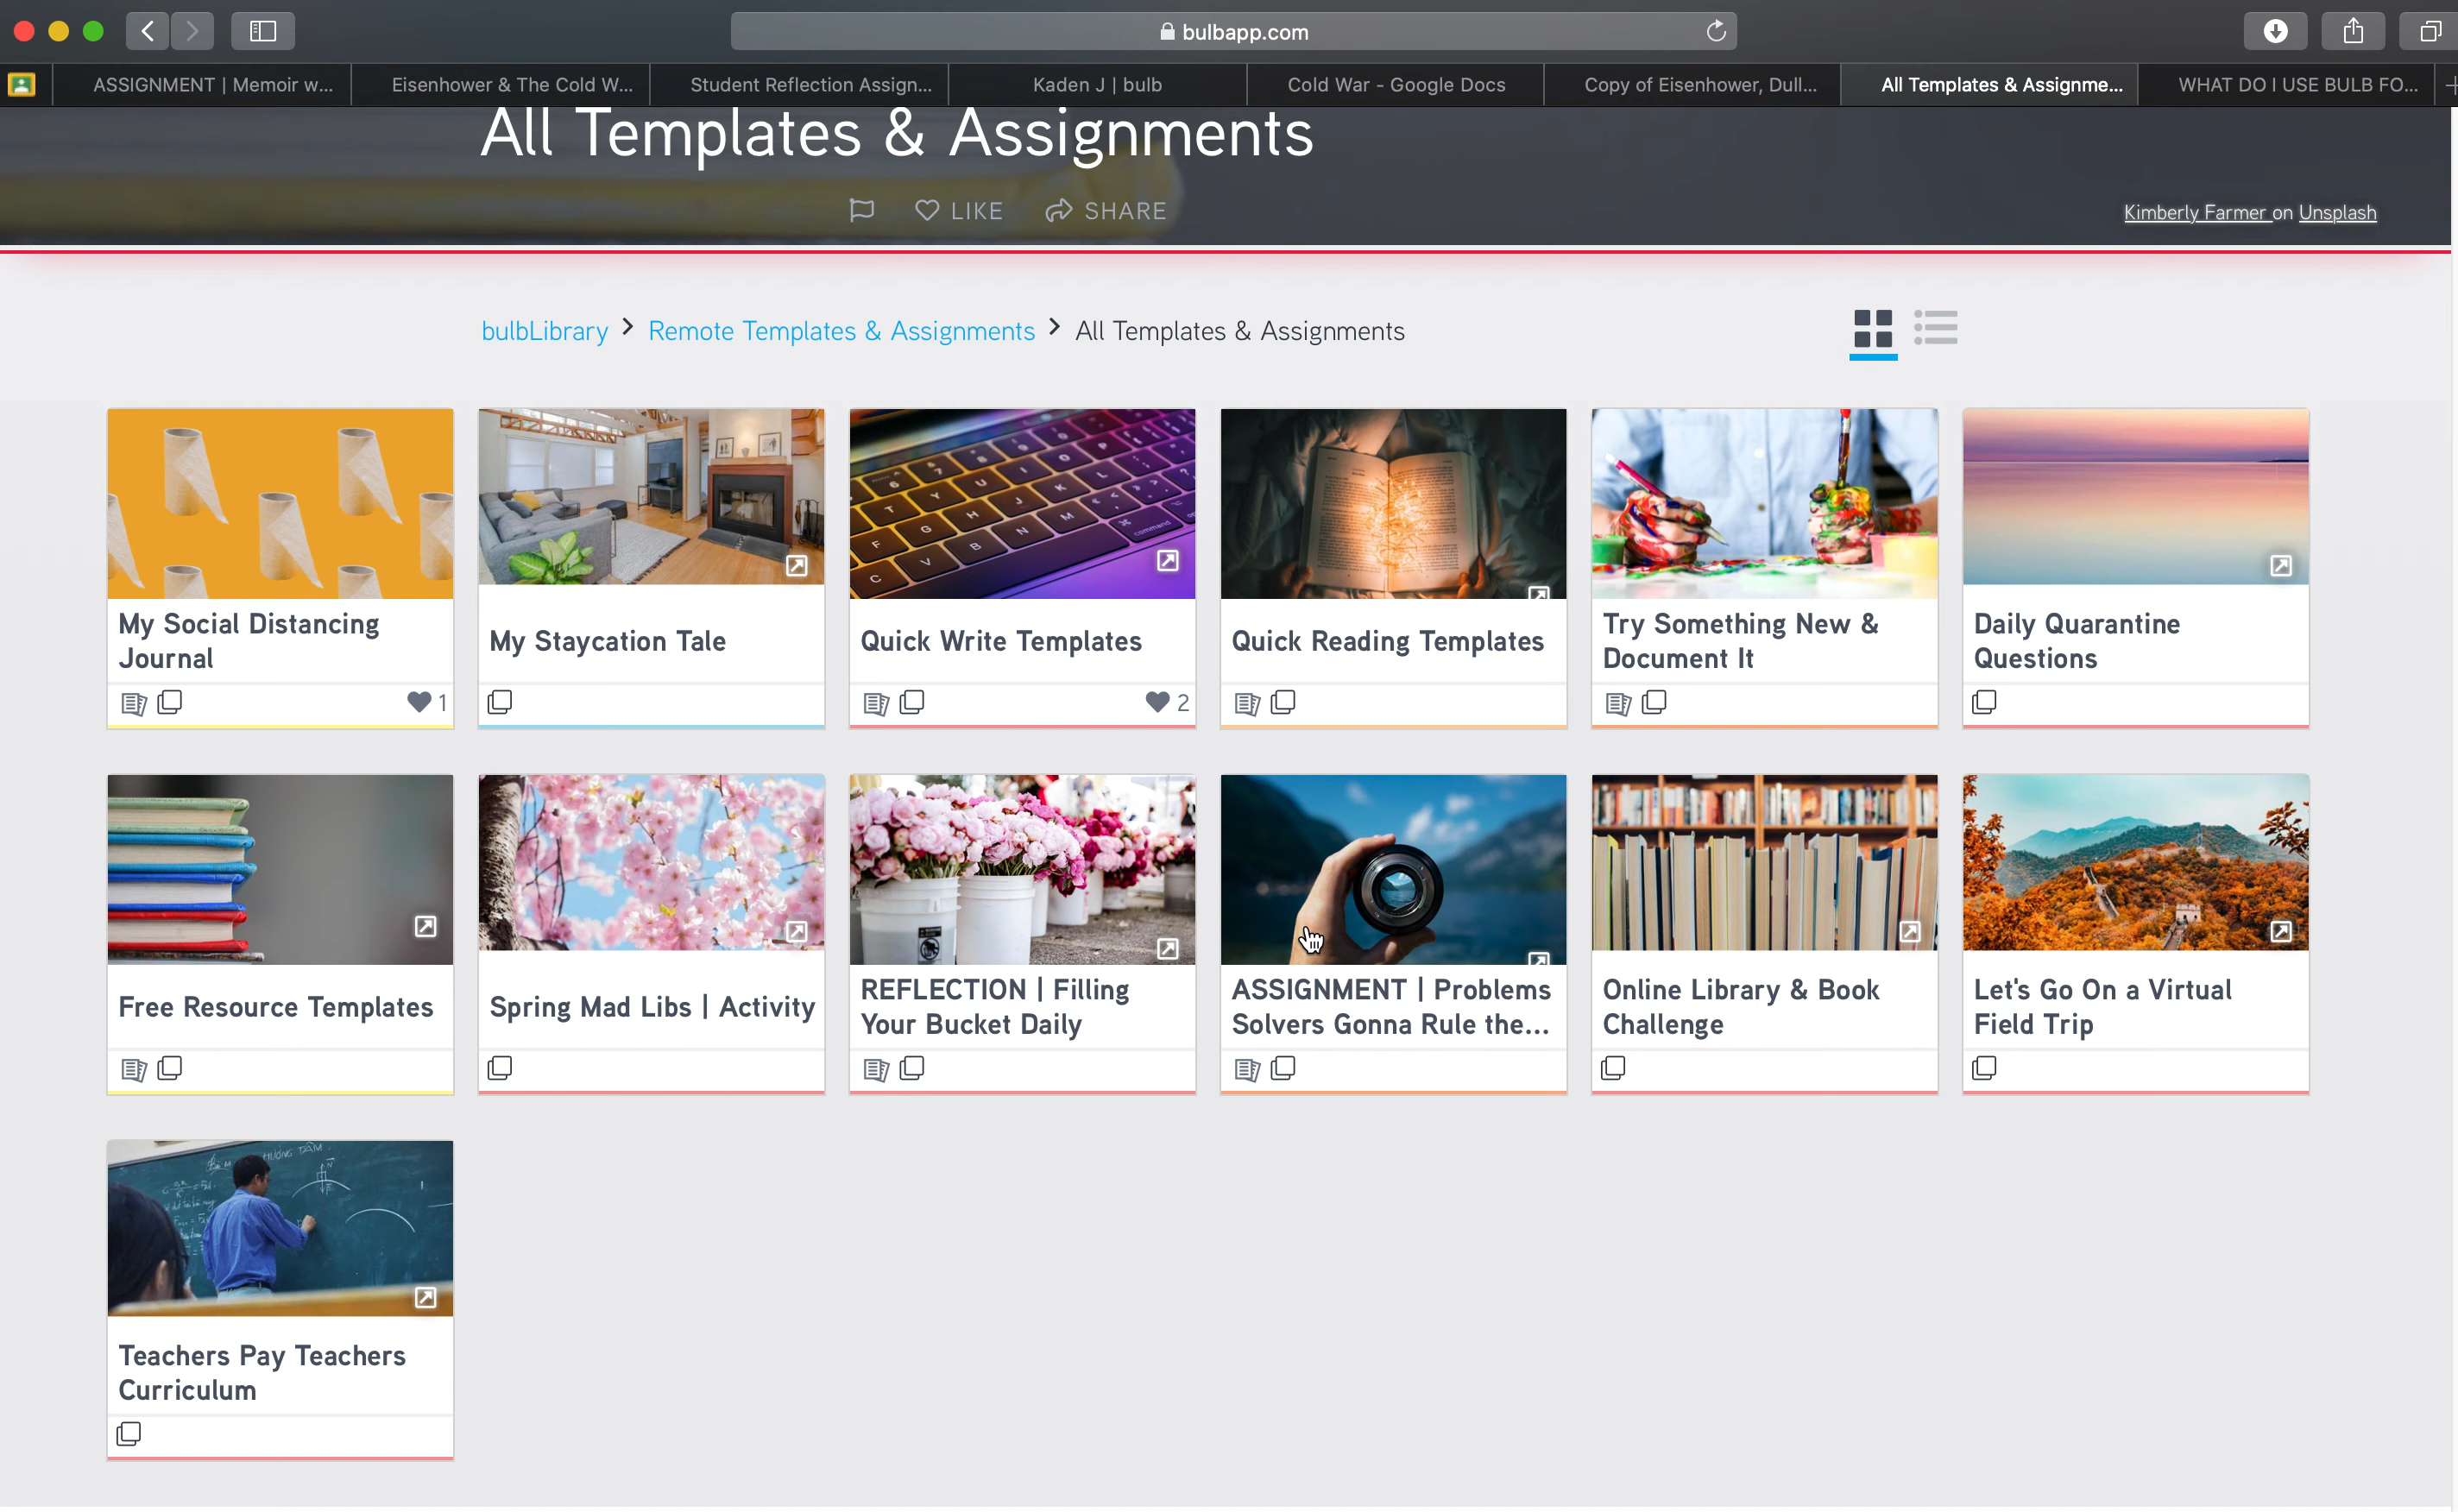 bulbapp.com
ASSIGNMENT | Memoir w...
Eisenhower & The Cold W...
Student Reflection Assign...
Kaden J | bulb
Cold War - Google Docs
Copy of Eisenhower, Dull...
All Templates & Assignme...
WHAT DO I USE BULB FO...
All Templates & Assignments
LIKE
SHARE
Kimberly Farmer on Unsplash
bulbLibrary > Remote Templates & Assignments > All Templates & Assignments
My Social Distancing
Journal
1
My Staycation Tale
Quick Write Templates
2
Quick Reading Templates
Try Something New &
Document It
Daily Quarantine
Questions
Free Resource Templates
Spring Mad Libs | Activity
REFLECTION | Filling
Your Bucket Daily
ASSIGNMENT | Problems
Solvers Gonna Rule the...
Online Library & Book
Challenge
Let's Go On a Virtual
Field Trip
Teachers Pay Teachers
Curriculum